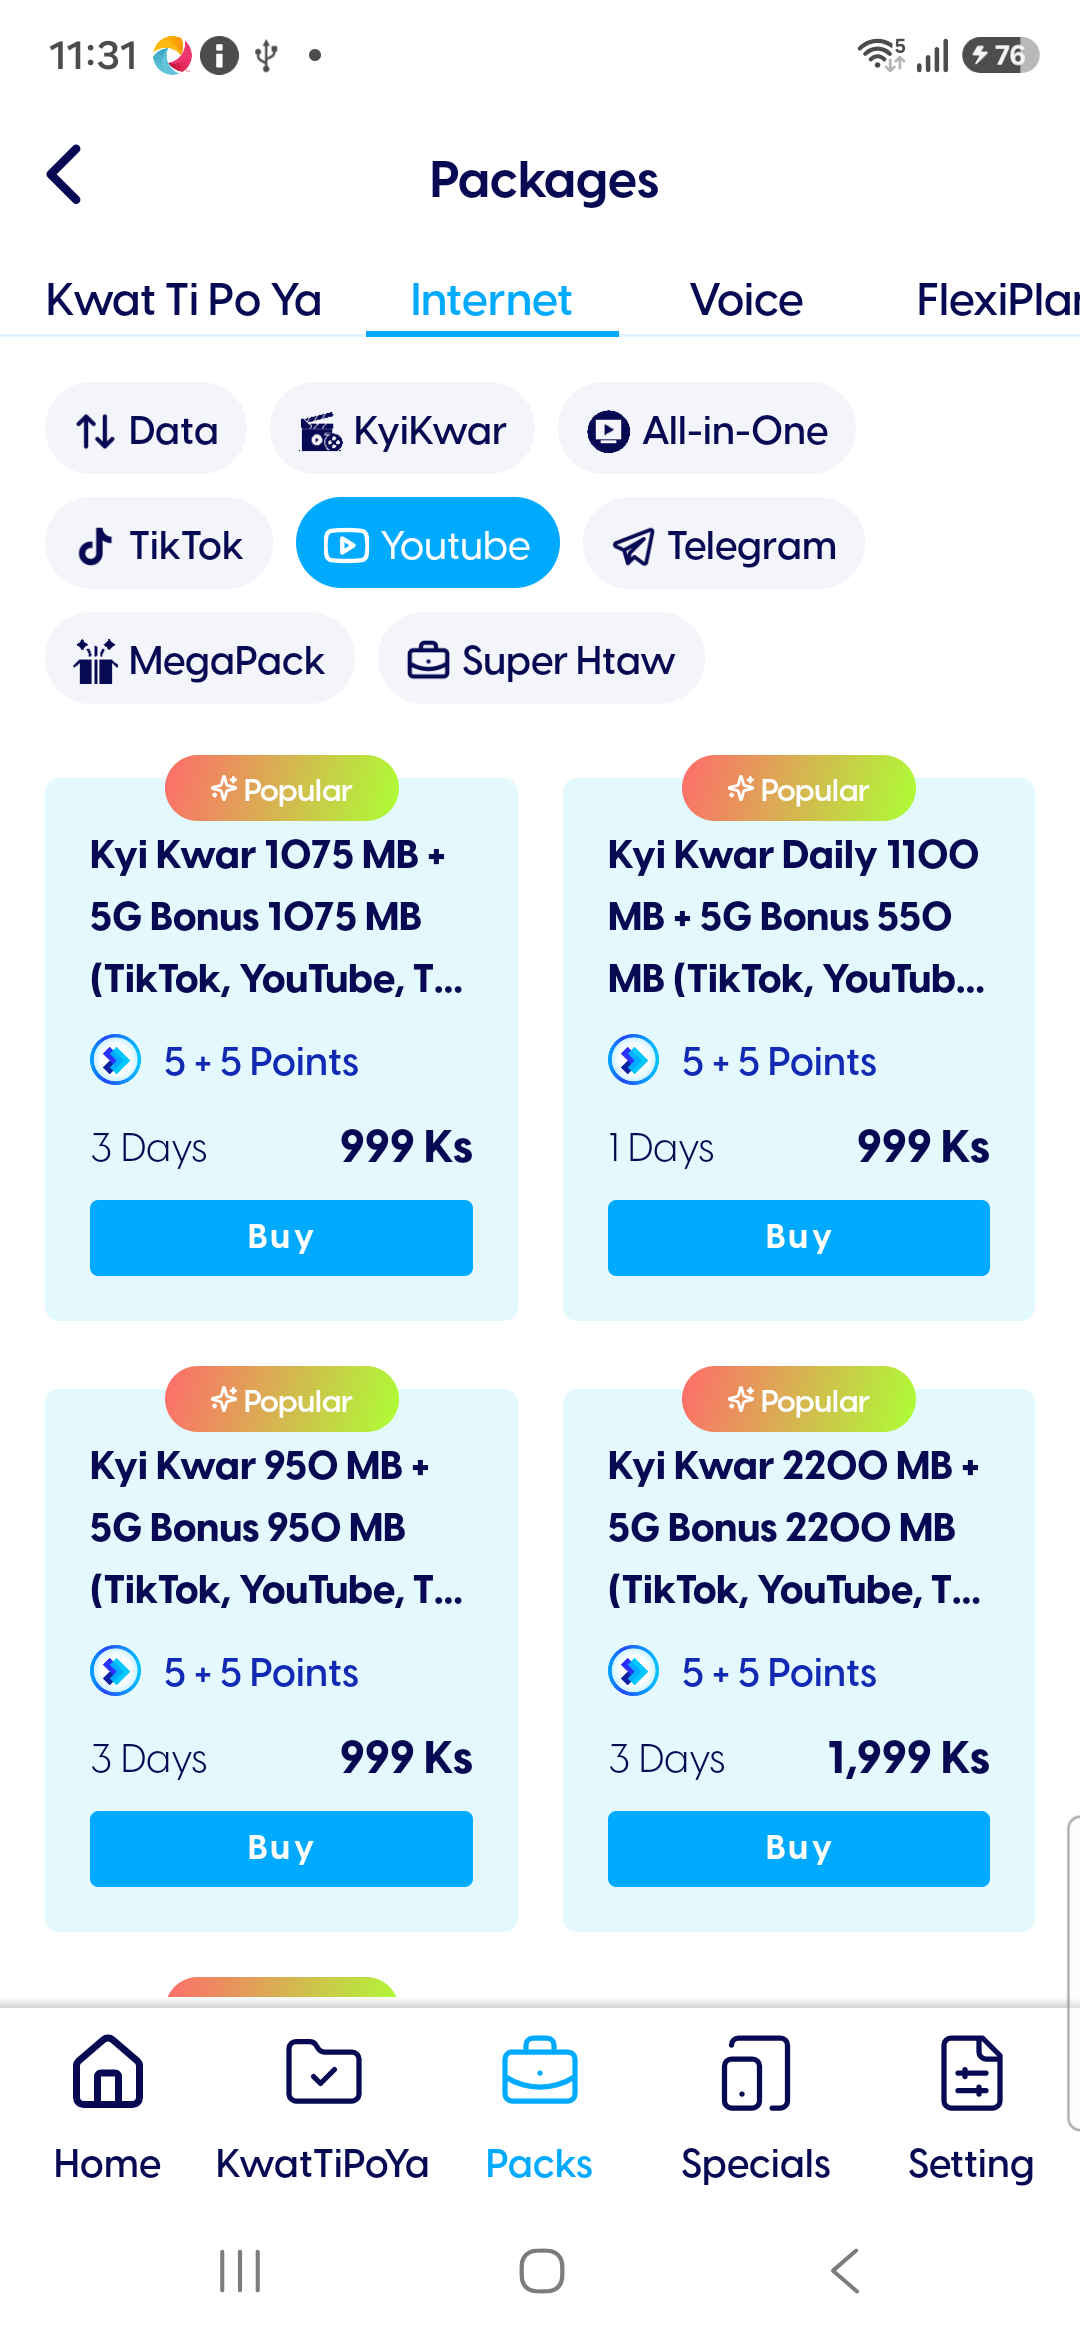 11:31
5
76
Packages
Kwat Ti Po Ya Internet Voice FlexiPlan
Data KyiKwar All-in-One
TikTok Youtube Telegram
MegaPack Super Htaw
Popular
Kyi Kwar 1075 MB +
5G Bonus 1075 MB
(TikTok, YouTube, T...
5 + 5 Points
3 Days 999 Ks
Buy
Popular
Kyi Kwar Daily 1100
MB + 5G Bonus 550
MB (TikTok, YouTub...
5 + 5 Points
1 Days 999 Ks
Buy
Popular
Kyi Kwar 950 MB +
5G Bonus 950 MB
(TikTok, YouTube, T...
5 + 5 Points
3 Days 999 Ks
Buy
Popular
Kyi Kwar 2200 MB +
5G Bonus 2200 MB
(TikTok, YouTube, T...
5 + 5 Points
3 Days 1,999 Ks
Buy
Home KwatTiPoYa Packs Specials Setting